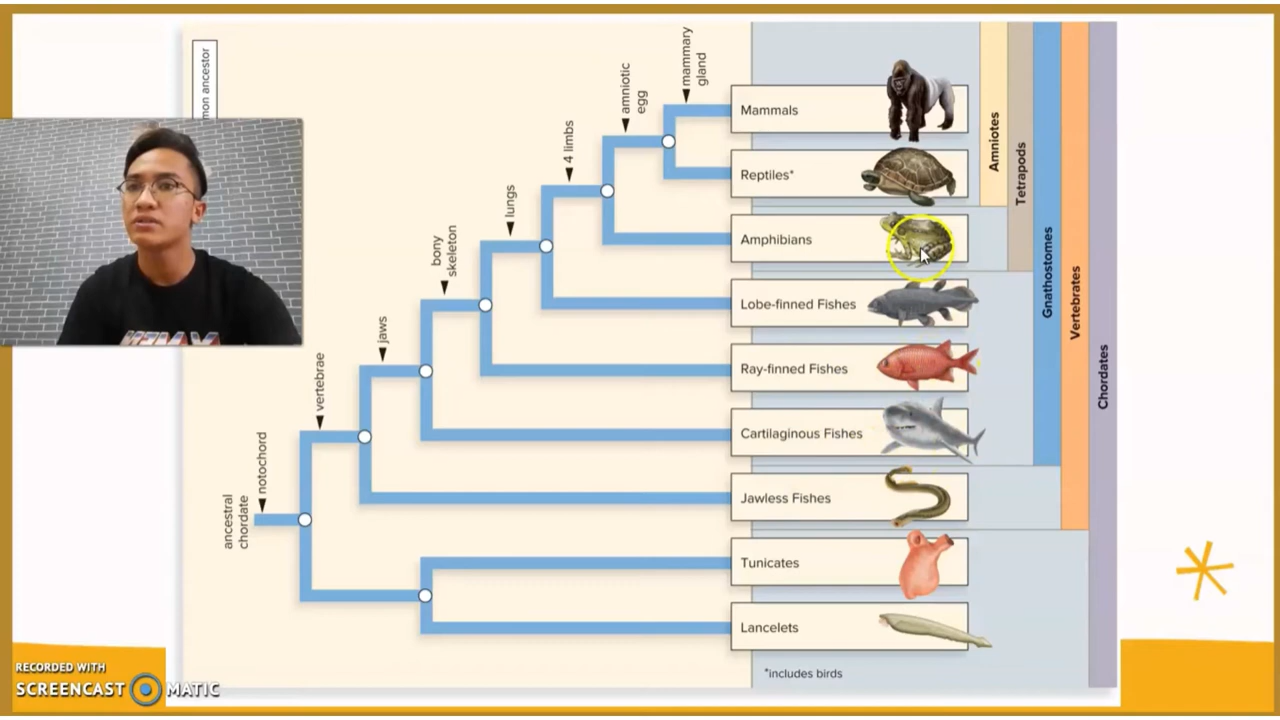 mon ancestor
mammary
gland
amniotic
egg
4 limbs
lungs
bony
skeleton
jaws
vertebrae
notochord
ancestral
chordate
Mammals
Reptiles*
Amphibians
Lobe-finned Fishes
Ray-finned Fishes
Cartilaginous Fishes
Jawless Fishes
Tunicates
Lancelets
*includes birds
Amniotes
Tetrapods
Gnathostomes
Vertebrates
Chordates
RECORDED WITH
SCREENCAST MATIC